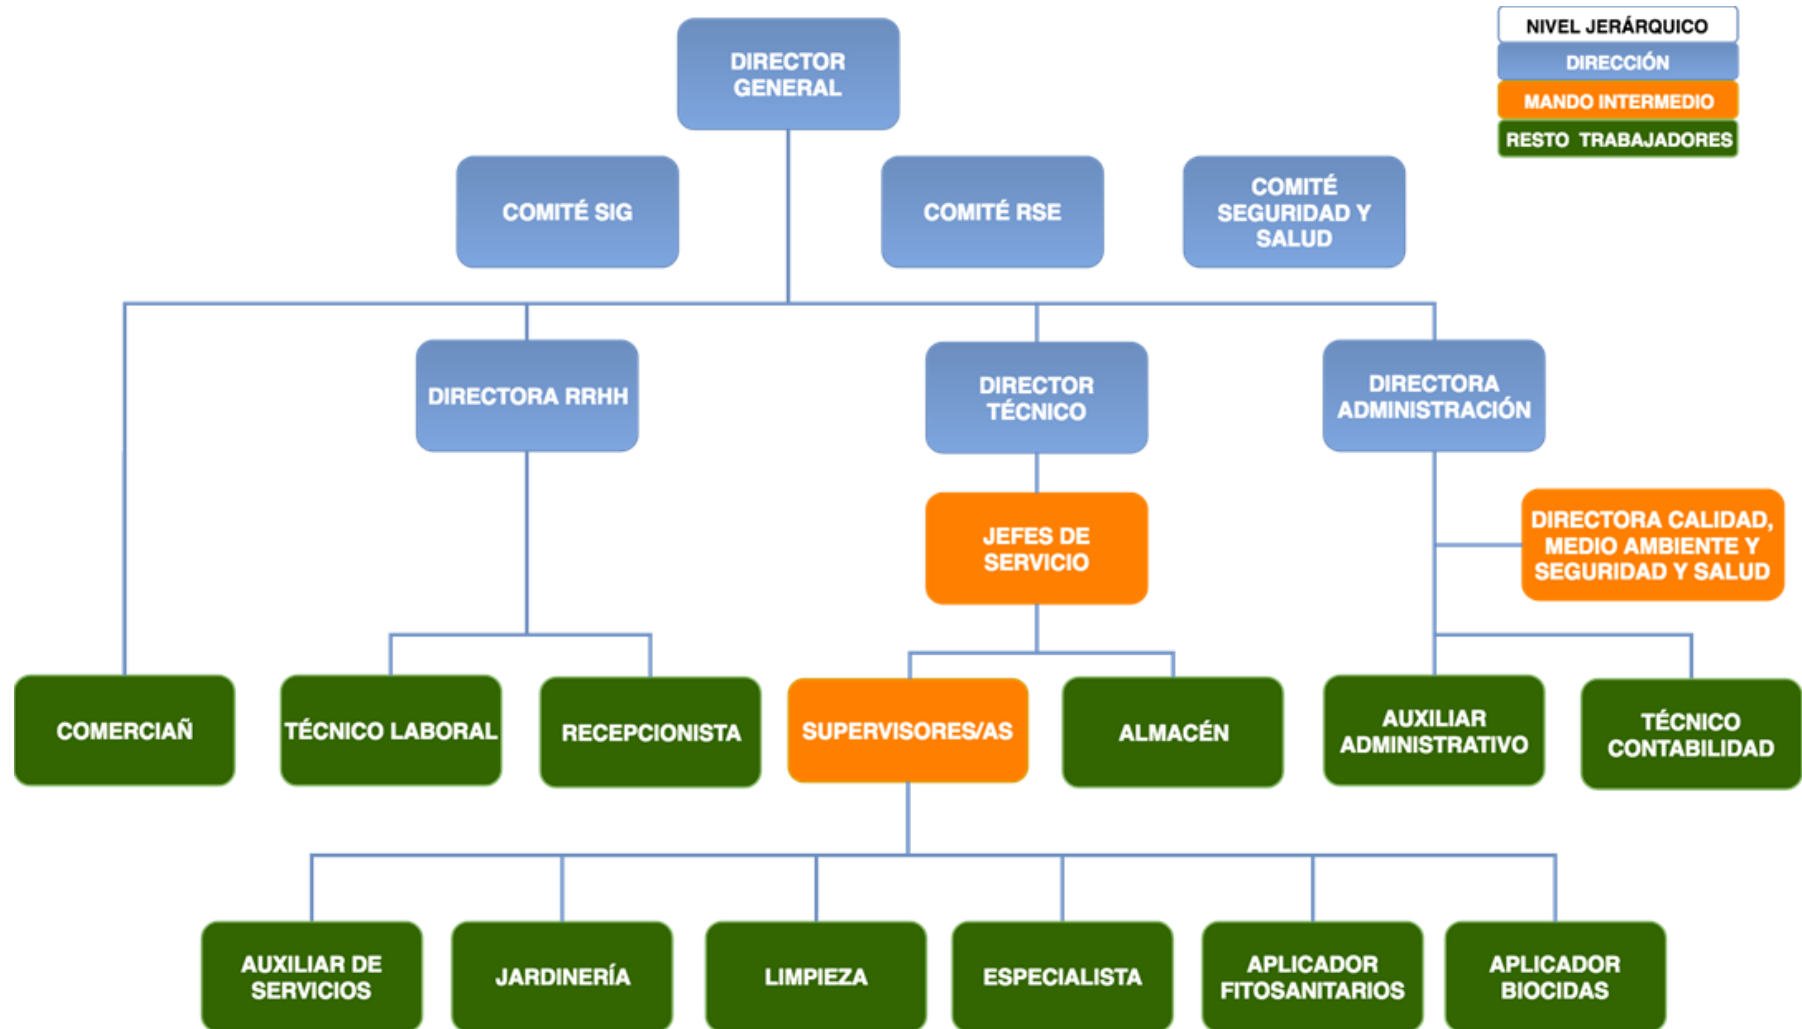 NIVEL JERÁRQUICO
DIRECCIÓN
MANDO INTERMEDIO
RESTO TRABAJADORES
DIRECTOR
GENERAL
COMITÉ SIG
COMITÉ RSE
COMITÉ
SEGURIDAD Y
SALUD
DIRECTORA RRHH
DIRECTOR
TÉCNICO
DIRECTORA
ADMINISTRACIÓN
JEFES DE
SERVICIO
DIRECTORA CALIDAD,
MEDIO AMBIENTE Y
SEGURIDAD Y SALUD
COMERCIAÑ
TÉCNICO LABORAL
RECEPCIONISTA
SUPERVISORES/AS
ALMACÉN
AUXILIAR
ADMINISTRATIVO
TÉCNICO
CONTABILIDAD
AUXILIAR DE
SERVICIOS
JARDINERÍA
LIMPIEZA
ESPECIALISTA
APLICADOR
FITOSANITARIOS
APLICADOR
BIOCIDAS